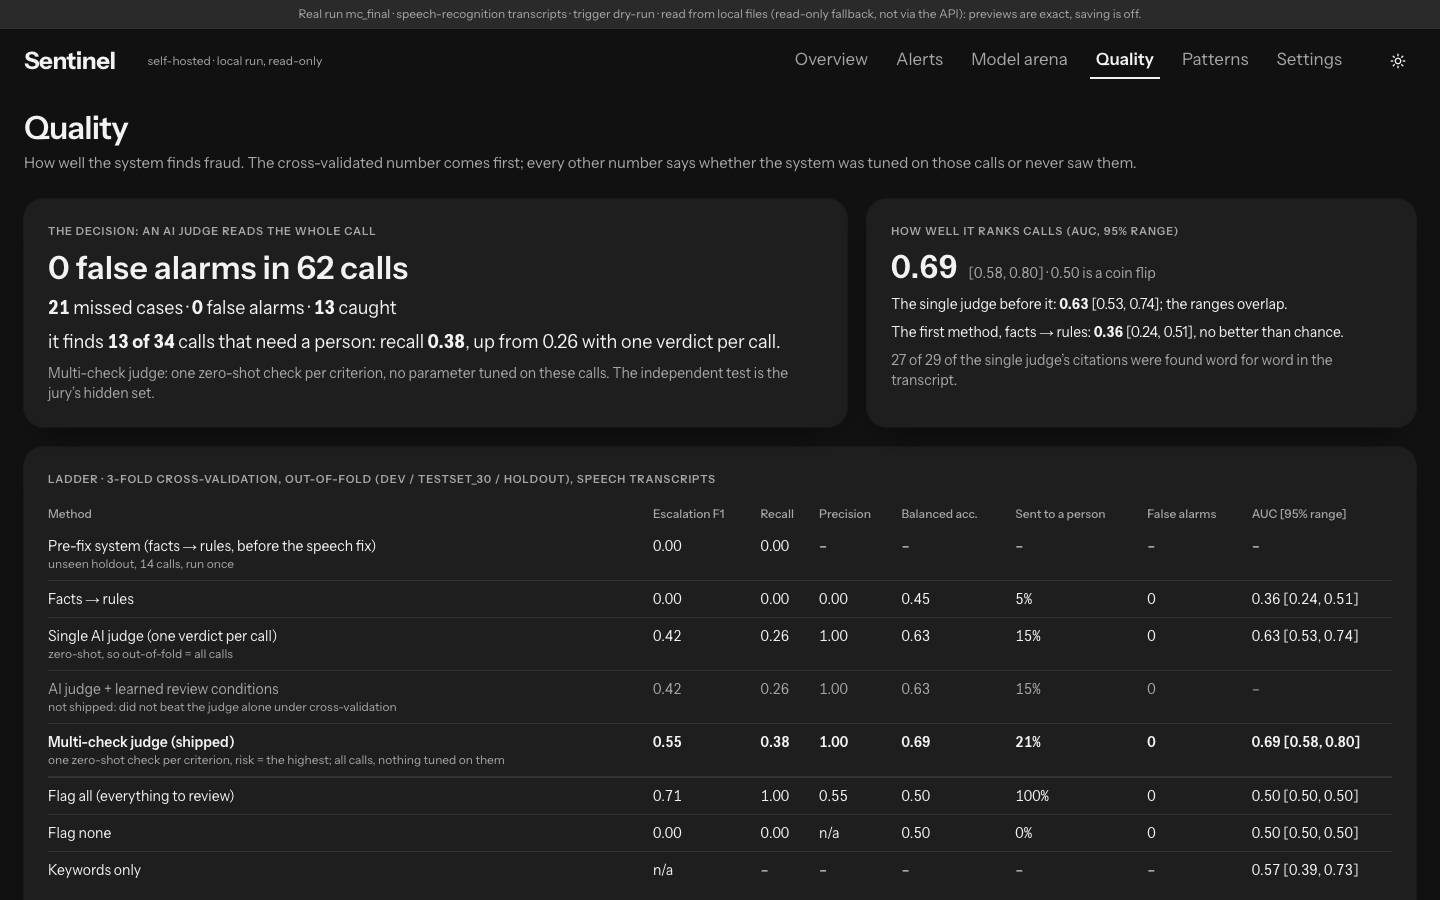 Real run mc_final · speech-recognition transcripts · trigger dry-run · read from local files (read-only fallback, not via the API): previews are exact, saving is off.
Sentinel self-hosted · local run, read-only Overview Alerts Model arena Quality Patterns Settings
Quality
How well the system finds fraud. The cross-validated number comes first; every other number says whether the system was tuned on those calls or never saw them.
THE DECISION: AN AI JUDGE READS THE WHOLE CALL
0 false alarms in 62 calls
21 missed cases · 0 false alarms · 13 caught
it finds 13 of 34 calls that need a person: recall 0.38, up from 0.26 with one verdict per call.
Multi-check judge: one zero-shot check per criterion, no parameter tuned on these calls. The independent test is the
jury's hidden set.
HOW WELL IT RANKS CALLS (AUC, 95% RANGE)
0.69 [0.58, 0.80] · 0.50 is a coin flip
The single judge before it: 0.63 [0.53, 0.74]; the ranges overlap.
The first method, facts → rules: 0.36 [0.24, 0.51], no better than chance.
27 of 29 of the single judge's citations were found word for word in the
transcript.
LADDER · 3-FOLD CROSS-VALIDATION, OUT-OF-FOLD (DEV / TESTSET_30 / HOLDOUT), SPEECH TRANSCRIPTS
Method Escalation F1 Recall Precision Balanced acc. Sent to a person False alarms AUC [95% range]
Pre-fix system (facts → rules, before the speech fix) 0.00 0.00 – – – – –
unseen holdout, 14 calls, run once
Facts → rules 0.00 0.00 0.00 0.45 5% 0 0.36 [0.24, 0.51]
Single AI judge (one verdict per call) 0.42 0.26 1.00 0.63 15% 0 0.63 [0.53, 0.74]
zero-shot, so out-of-fold = all calls
AI judge + learned review conditions 0.42 0.26 1.00 0.63 15% 0 –
not shipped: did not beat the judge alone under cross-validation
Multi-check judge (shipped) 0.55 0.38 1.00 0.69 21% 0 0.69 [0.58, 0.80]
one zero-shot check per criterion, risk = the highest; all calls, nothing tuned on them
Flag all (everything to review) 0.71 1.00 0.55 0.50 100% 0 0.50 [0.50, 0.50]
Flag none 0.00 0.00 n/a 0.50 0% 0 0.50 [0.50, 0.50]
Keywords only n/a – – – – – 0.57 [0.39, 0.73]